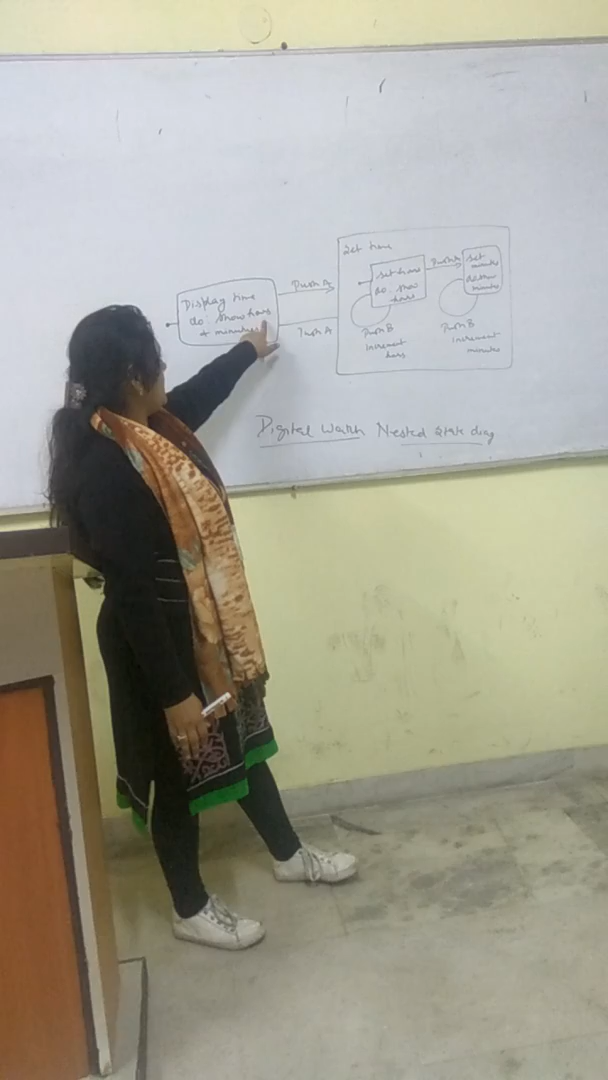 Display time
do: show hours
+ minutes
Push A
Push A
Set time
set hours
do: show
hours
Push A
set
minutes
do: show
minutes
Push B
increment
hours
Push B
increment
minutes
Digital Watch Nested State diag